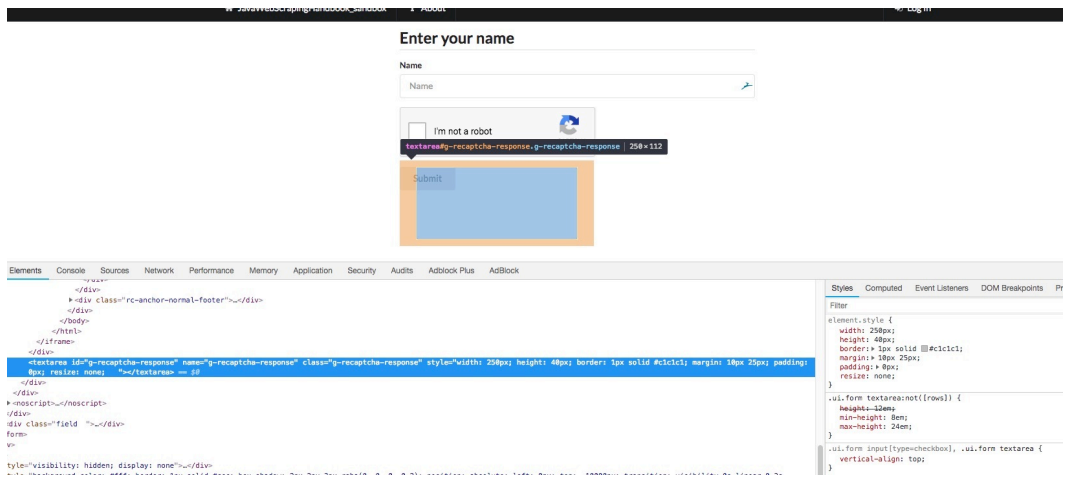 JavaWebScrapingHandbook_sandbox About Log in
Enter your name
Name
Name
I'm not a robot
textarea#g-recaptcha-response.g-recaptcha-response | 250×112
Submit
Elements Console Sources Network Performance Memory Application Security Audits Adblock Plus AdBlock
</div>
</div>
▶<div class="rc-anchor-normal-footer">…</div>
</div>
</body>
</html>
</iframe>
</div>
<textarea id="g-recaptcha-response" name="g-recaptcha-response" class="g-recaptcha-response" style="width: 250px; height: 40px; border: 1px solid #c1c1c1; margin: 10px 25px; padding:
0px; resize: none;   "></textarea> == $0
</div>
</div>
▶<noscript>…</noscript>
</div>
div class="field  ">…</div>
form>
v>
tyle="visibility: hidden; display: none">…</div>
Styles Computed Event Listeners DOM Breakpoints Pr
Filter
element.style {
width: 250px;
height: 40px;
border:▶ 1px solid #c1c1c1;
margin:▶ 10px 25px;
padding:▶ 0px;
resize: none;
}
.ui.form textarea:not([rows]) {
height: 12em;
min-height: 8em;
max-height: 24em;
}
.ui.form input[type=checkbox], .ui.form textarea {
vertical-align: top;
}